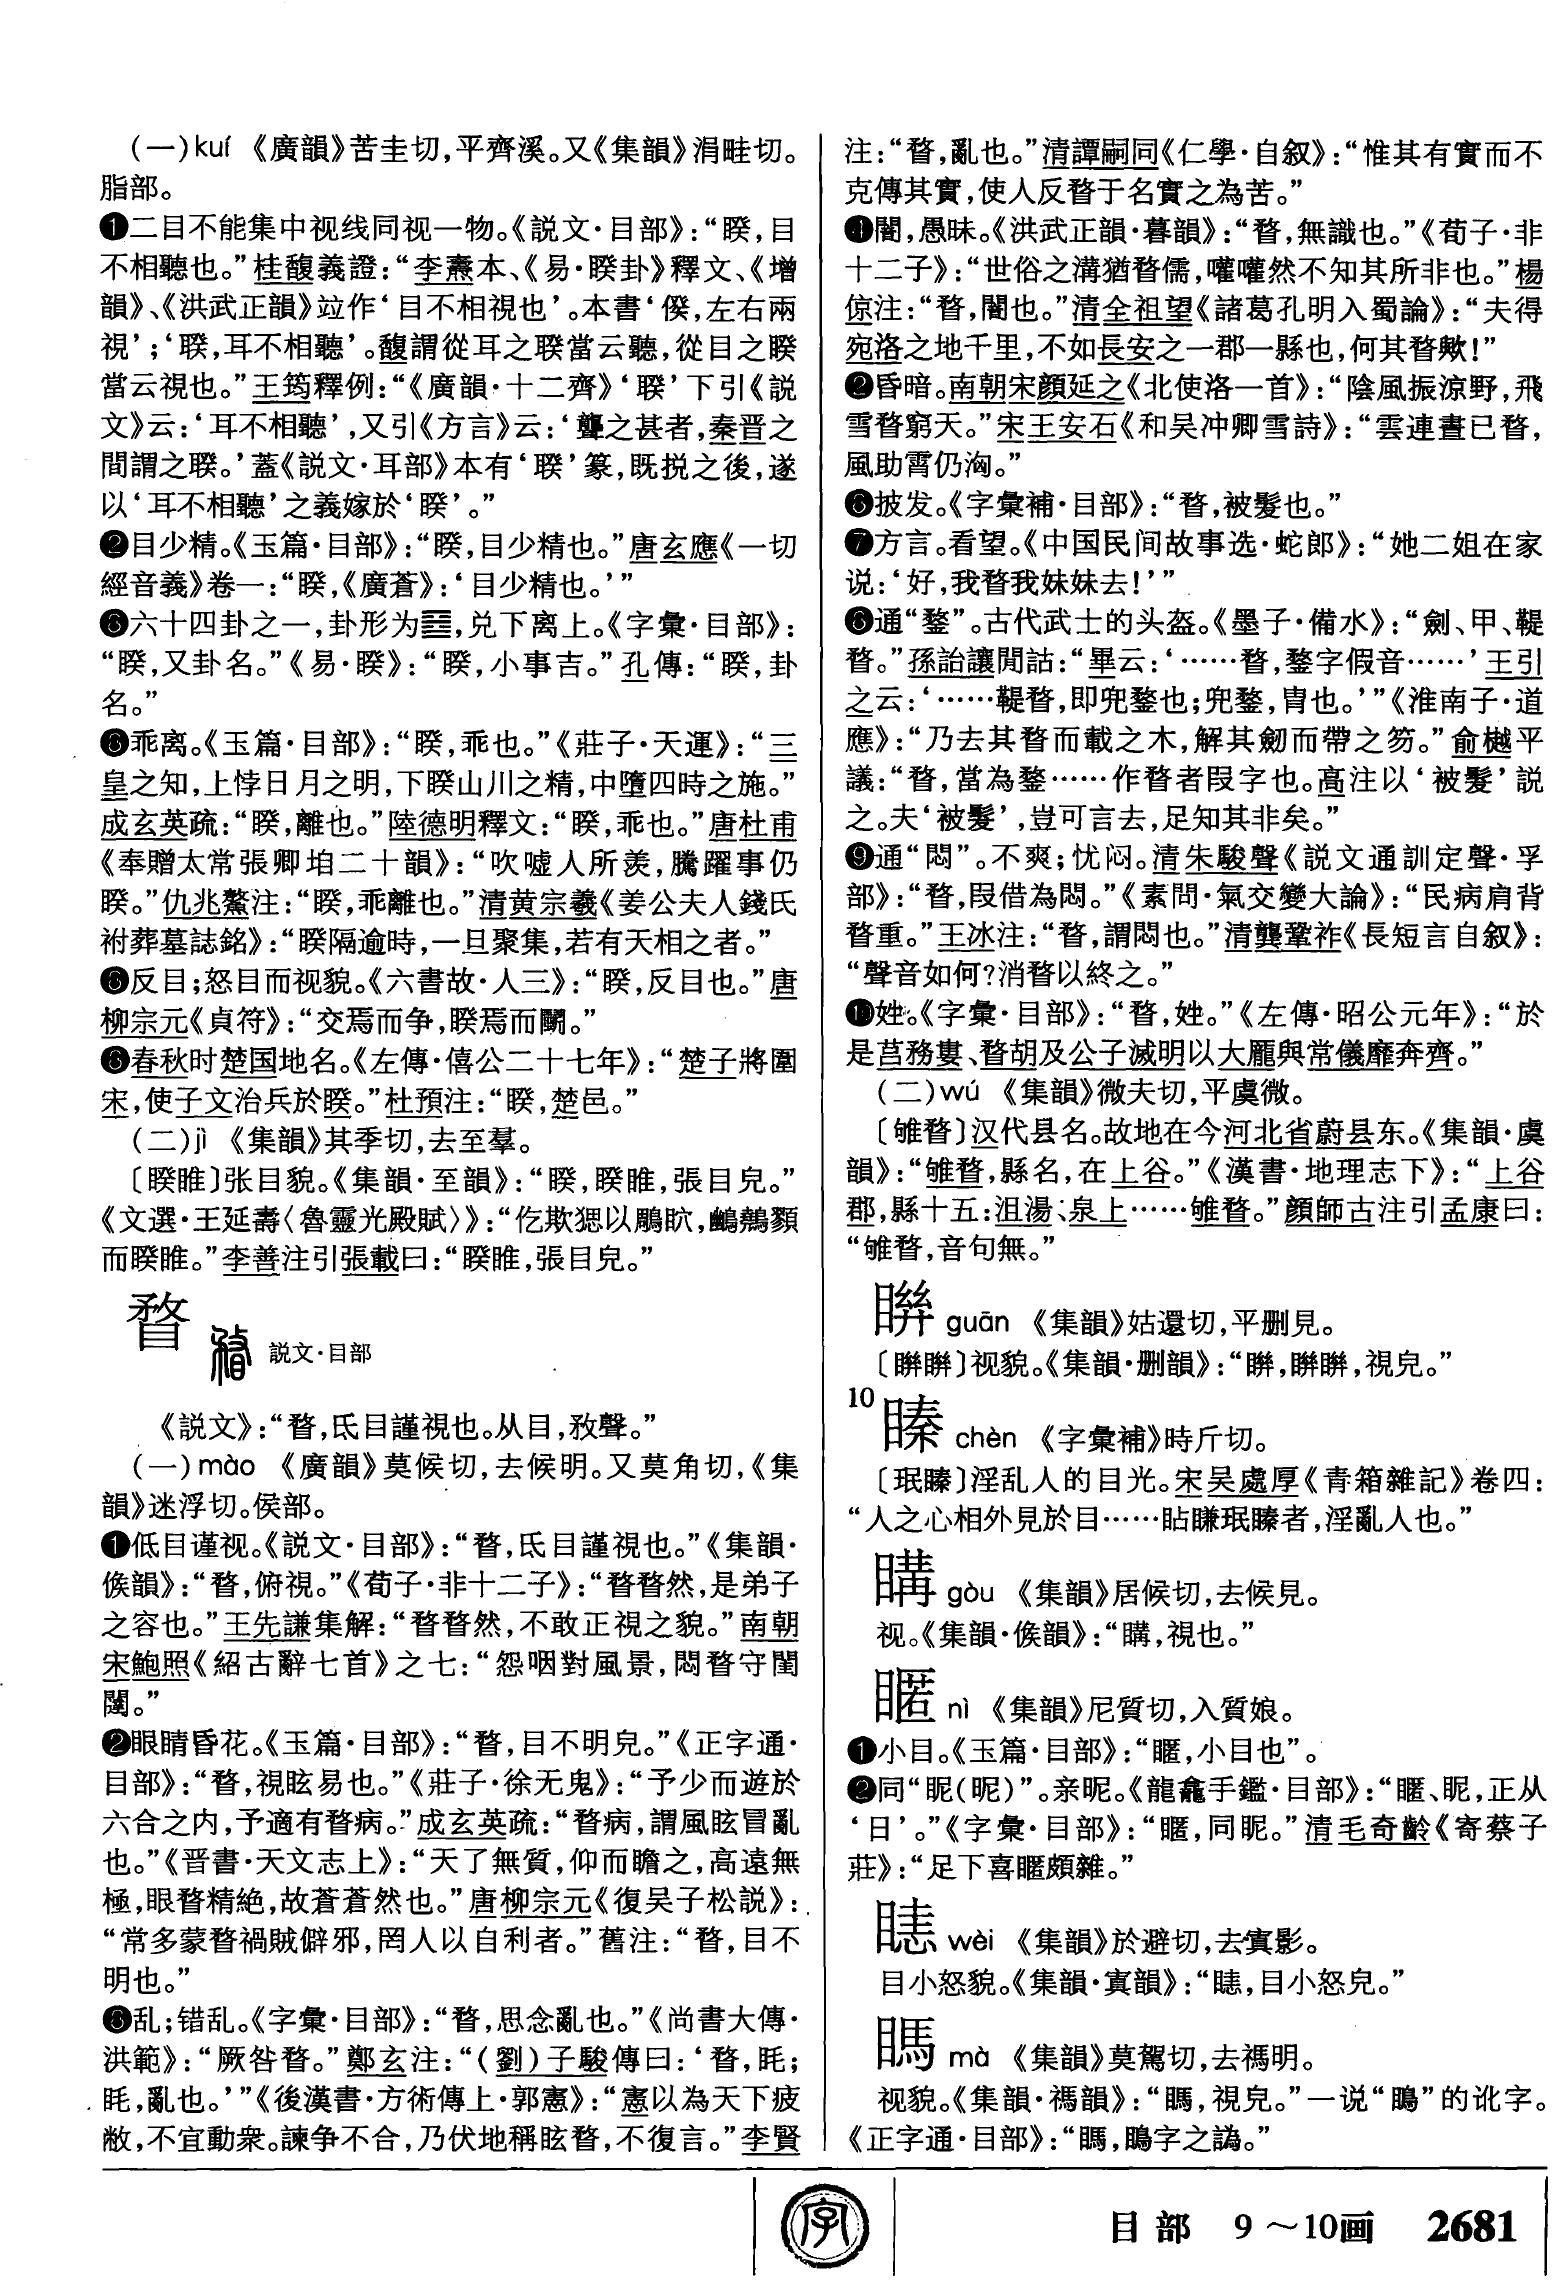 (一)kuí 《廣韻》苦圭切,平齊溪。又《集韻》涓畦切。
脂部。
❶二目不能集中视线同视一物。《説文·目部》:“睽,目
不相聽也。”桂馥義證:“李燾本、《易·睽卦》釋文、《增
韻》、《洪武正韻》竝作‘目不相視也’。本書‘傒,左右兩
視’;‘聧,耳不相聽’。馥謂從耳之聧當云聽,從目之睽
當云視也。”王筠釋例:“《廣韻·十二齊》‘聧’下引《説
文》云:‘耳不相聽’,又引《方言》云:‘聾之甚者,秦晋之
間謂之聧。’蓋《説文·耳部》本有‘聧’篆,既挩之後,遂
以‘耳不相聽’之義嫁於‘睽’。”
❷目少精。《玉篇·目部》:“睽,目少精也。”唐玄應《一切
經音義》卷一:“睽,《廣蒼》:‘目少精也。’”
❸六十四卦之一,卦形为䷥,兑下离上。《字彙·目部》:
“睽,又卦名。”《易·睽》:“睽,小事吉。”孔傳:“睽,卦
名。”
❸乖离。《玉篇·目部》:“睽,乖也。”《莊子·天運》:“三
皇之知,上悖日月之明,下睽山川之精,中墮四時之施。”
成玄英疏:“睽,離也。”陸德明釋文:“睽,乖也。”唐杜甫
《奉贈太常張卿垍二十韻》:“吹嘘人所羨,騰躍事仍
睽。”仇兆鰲注:“睽,乖離也。”清黄宗羲《姜公夫人錢氏
祔葬墓誌銘》:“睽隔逾時,一旦聚集,若有天相之者。”
❸反目;怒目而视貌。《六書故·人三》:“睽,反目也。”唐
柳宗元《貞符》:“交焉而争,睽焉而鬭。”
❸春秋时楚国地名。《左傳·僖公二十七年》:“楚子將圍
宋,使子文治兵於睽。”杜預注:“睽,楚邑。”
(二)jì 《集韻》其季切,去至羣。
〔睽睢〕张目貌。《集韻·至韻》:“睽,睽睢,張目皃。”
《文選·王延壽〈魯靈光殿賦〉》:“仡欺㥾以鵰䀪,䫜顤顟
而睽睢。”李善注引張載曰:“睽睢,張目皃。”
瞀 説文·目部
《説文》:“瞀,氐目謹視也。从目,敄聲。”
(一)mào 《廣韻》莫候切,去候明。又莫角切,《集
韻》迷浮切。侯部。
❶低目谨视。《説文·目部》:“瞀,氐目謹視也。”《集韻·
候韻》:“瞀,俯視。”《荀子·非十二子》:“瞀瞀然,是弟子
之容也。”王先謙集解:“瞀瞀然,不敢正視之貌。”南朝
宋鮑照《紹古辭七首》之七:“怨咽對風景,悶瞀守閨
闥。”
❷眼睛昏花。《玉篇·目部》:“瞀,目不明皃。”《正字通·
目部》:“瞀,視眩易也。”《莊子·徐无鬼》:“予少而遊於
六合之内,予適有瞀病。”成玄英疏:“瞀病,謂風眩冒亂
也。”《晋書·天文志上》:“天了無質,仰而瞻之,高遠無
極,眼瞀精絶,故蒼蒼然也。”唐柳宗元《復吴子松説》:
“常多蒙瞀禍賊僻邪,罔人以自利者。”舊注:“瞀,目不
明也。”
❸乱;错乱。《字彙·目部》:“瞀,思念亂也。”《尚書大傳·
洪範》:“厥咎瞀。”鄭玄注:“(劉)子駿傳曰:‘瞀,眊;
眊,亂也。’”《後漢書·方術傳上·郭憲》:“憲以為天下疲
敝,不宜動衆。諫争不合,乃伏地稱眩瞀,不復言。”李賢
注:“瞀,亂也。”清譚嗣同《仁學·自叙》:“惟其有實而不
克傳其實,使人反瞀于名實之為苦。”
❹闇,愚昧。《洪武正韻·暮韻》:“瞀,無識也。”《荀子·非
十二子》:“世俗之溝猶瞀儒,嚾嚾然不知其所非也。”楊
倞注:“瞀,闇也。”清全祖望《諸葛孔明入蜀論》:“夫得
宛洛之地千里,不如長安之一郡一縣也,何其瞀歟!”
❷昏暗。南朝宋顔延之《北使洛一首》:“陰風振涼野,飛
雪瞀窮天。”宋王安石《和吴冲卿雪詩》:“雲連晝已瞀,
風助霄仍洶。”
❻披发。《字彙補·目部》:“瞀,被髮也。”
❼方言。看望。《中国民间故事选·蛇郎》:“她二姐在家
说:‘好,我瞀我妹妹去!’”
❻通“鍪”。古代武士的头盔。《墨子·備水》:“劍、甲、鞮
瞀。”孫詒讓閒詁:“畢云:‘……瞀,鍪字假音……’王引
之云:‘……鞮瞀,即兜鍪也;兜鍪,胄也。’”《淮南子·道
應》:“乃去其瞀而載之木,解其劒而帶之笏。”俞樾平
議:“瞀,當為鍪……作瞀者叚字也。高注以‘被髮’説
之。夫‘被髮’,豈可言去,足知其非矣。”
❾通“悶”。不爽;忧闷。清朱駿聲《説文通訓定聲·孚
部》:“瞀,叚借為悶。”《素問·氣交變大論》:“民病肩背
瞀重。”王冰注:“瞀,謂悶也。”清龔鞏祚《長短言自叙》:
“聲音如何?消瞀以終之。”
❿姓。《字彙·目部》:“瞀,姓。”《左傳·昭公元年》:“於
是莒務婁、瞀胡及公子滅明以大厖與常儀靡奔齊。”
(二)wú 《集韻》微夫切,平虞微。
〔雊瞀〕汉代县名。故地在今河北省蔚县东。《集韻·虞
韻》:“雊瞀,縣名,在上谷。”《漢書·地理志下》:“上谷
郡,縣十五:沮湯、泉上……雊瞀。”顔師古注引孟康曰:
“雊瞀,音句無。”
䀬 guān 《集韻》姑還切,平删見。
〔䀬䀬〕视貌。《集韻·删韻》:“䀬,䀬䀬,視皃。”
10
瞮 chèn 《字彙補》時斤切。
淫乱人的目光。宋吴處厚《青箱雜記》卷四:
“人之心相外見於目……者,淫亂人也。”
䁓 gòu 《集韻》居候切,去候見。
视。《集韻·候韻》:“䁓,視也。”
䁥 nì 《集韻》尼質切,入質娘。
❶小目。《玉篇·目部》:“䁥,小目也”。
❷同“眤(昵)”。亲昵。《龍龕手鑑·目部》:“䁥、眤,正从
‘日’。”《字彙·目部》:“䁥,同眤。”清毛奇齡《寄蔡子
莊》:“足下喜䁥頗雜。”
wèi 《集韻》於避切,去寘影。
目小怒貌。《集韻·寘韻》:“目小怒皃。”
䣕 mà 《集韻》莫駕切,去禡明。
视貌。《集韻·禡韻》:“視皃。”一说“鷌”的讹字。
《正字通·目部》:“字之譌。”
字
目部 9～10画 2681